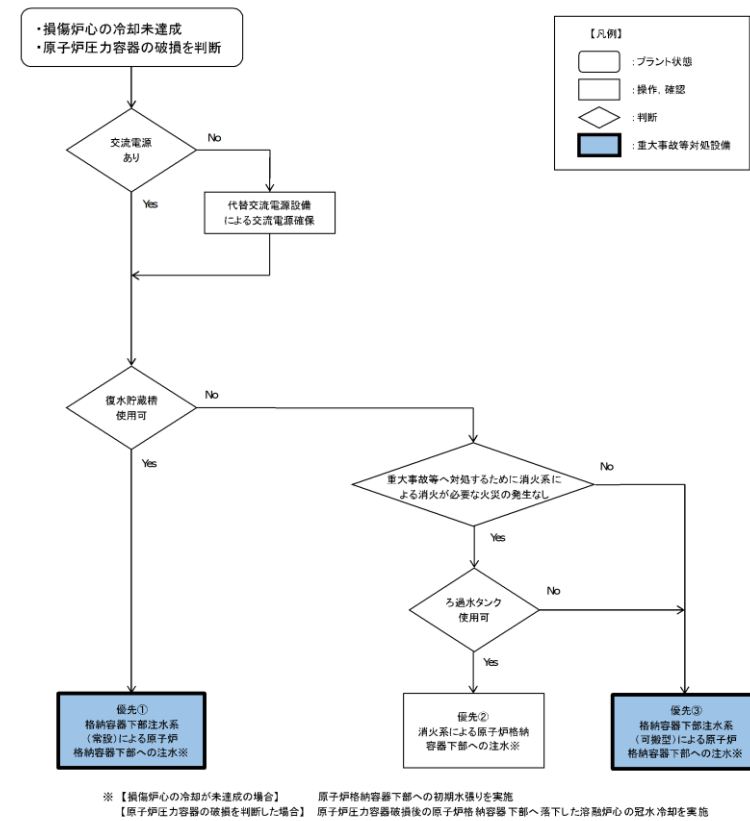 ・損傷炉心の冷却未達成
・原子炉圧力容器の破損を判断
【凡例】
:プラント状態
:操作、確認
:判断
:重大事故等対処設備
交流電源
あり
No
Yes
代替交流電源設備
による交流電源確保
復水貯蔵槽
使用可
No
Yes
重大事故等へ対処するために消火系に
よる消火が必要な火災の発生なし
No
Yes
ろ過水タンク
使用可
No
Yes
優先①
格納容器下部注水系
(常設)による原子炉
格納容器下部への注水※
優先②
消火系による原子炉格納
容器下部への注水※
優先③
格納容器下部注水系
(可搬型)による原子炉
格納容器下部への注水※
※ 【損傷炉心の冷却が未達成の場合】 原子炉格納容器下部への初期水張りを実施
【原子炉圧力容器の破損を判断した場合】 原子炉圧力容器破損後の原子炉格納容器下部へ落下した溶融炉心の冠水冷却を実施